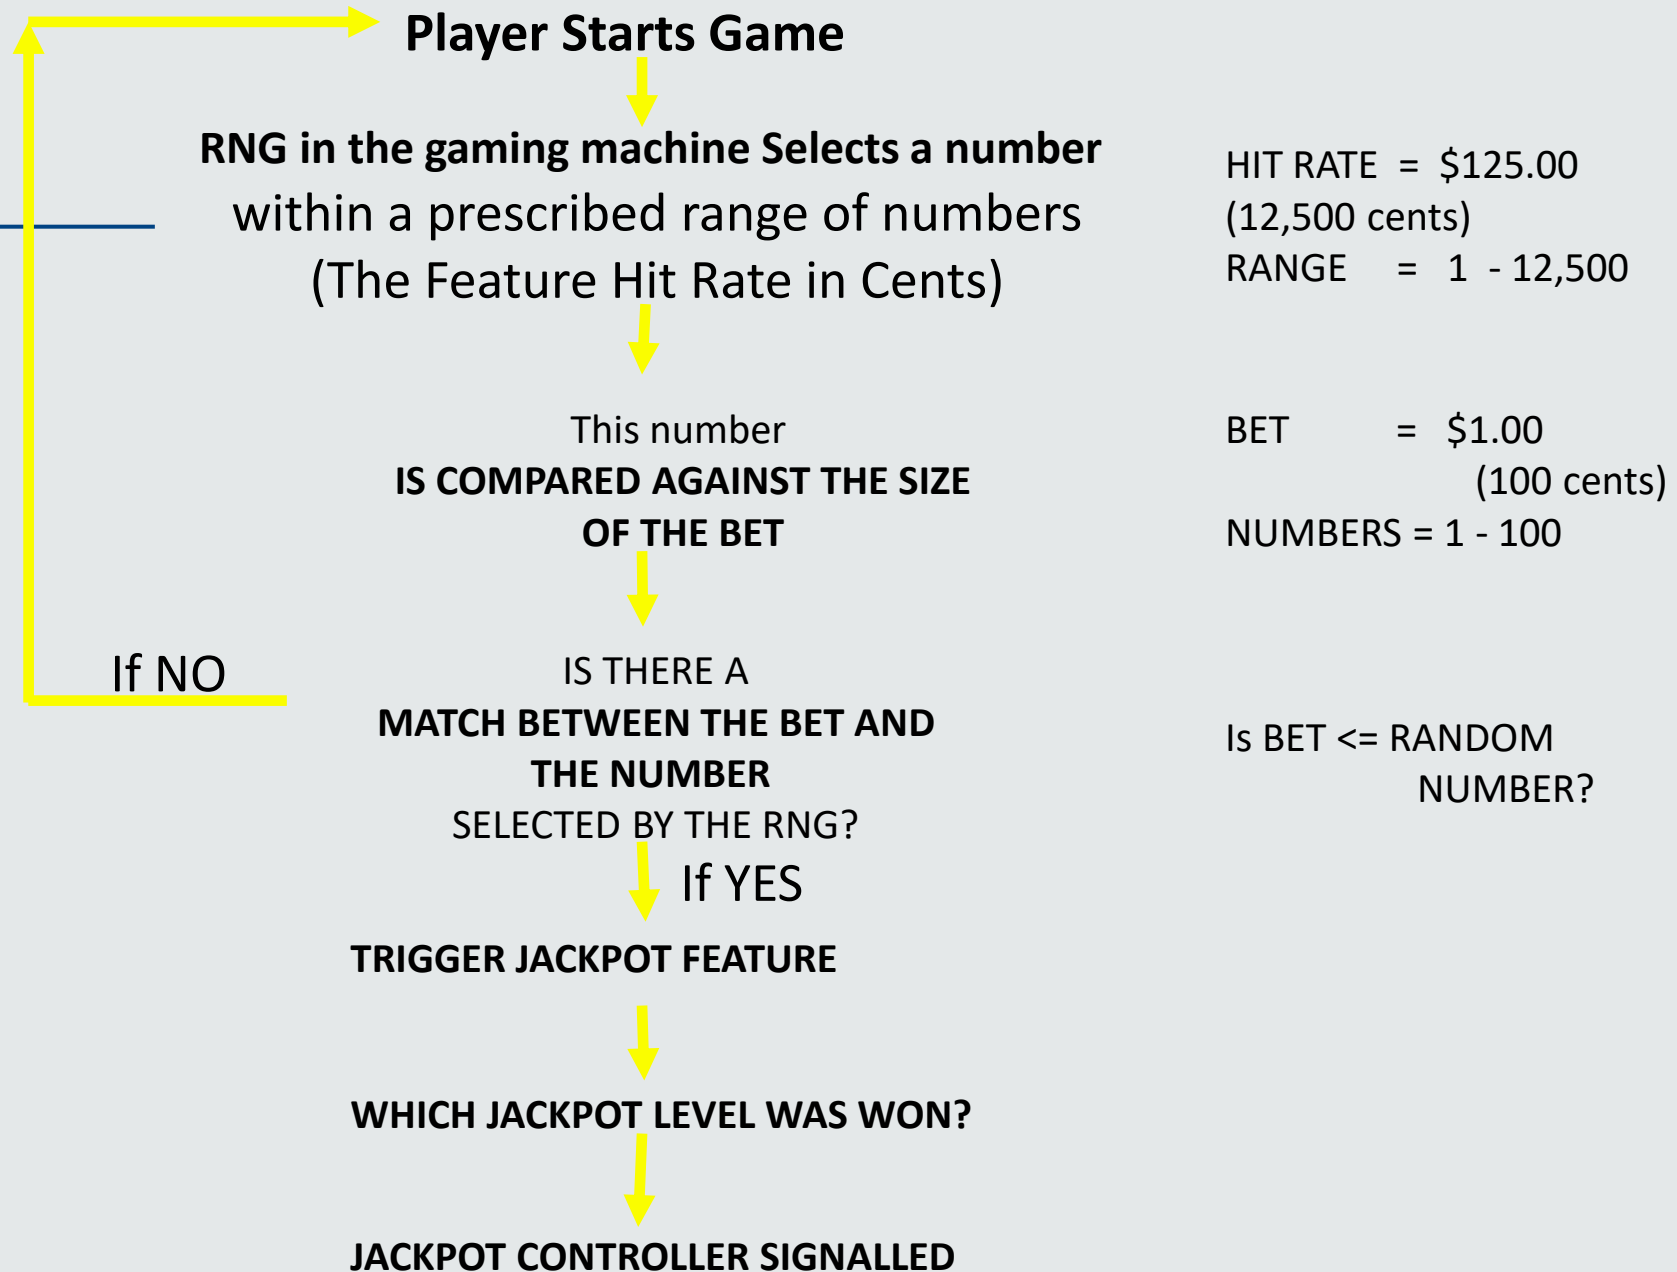 Player Starts Game
RNG in the gaming machine Selects a number
within a prescribed range of numbers
(The Feature Hit Rate in Cents)
HIT RATE = $125.00
(12,500 cents)
RANGE = 1 - 12,500
This number
IS COMPARED AGAINST THE SIZE
OF THE BET
BET = $1.00
(100 cents)
NUMBERS = 1 - 100
If NO
IS THERE A
MATCH BETWEEN THE BET AND
THE NUMBER
SELECTED BY THE RNG?
Is BET <= RANDOM
NUMBER?
If YES
TRIGGER JACKPOT FEATURE
WHICH JACKPOT LEVEL WAS WON?
JACKPOT CONTROLLER SIGNALLED